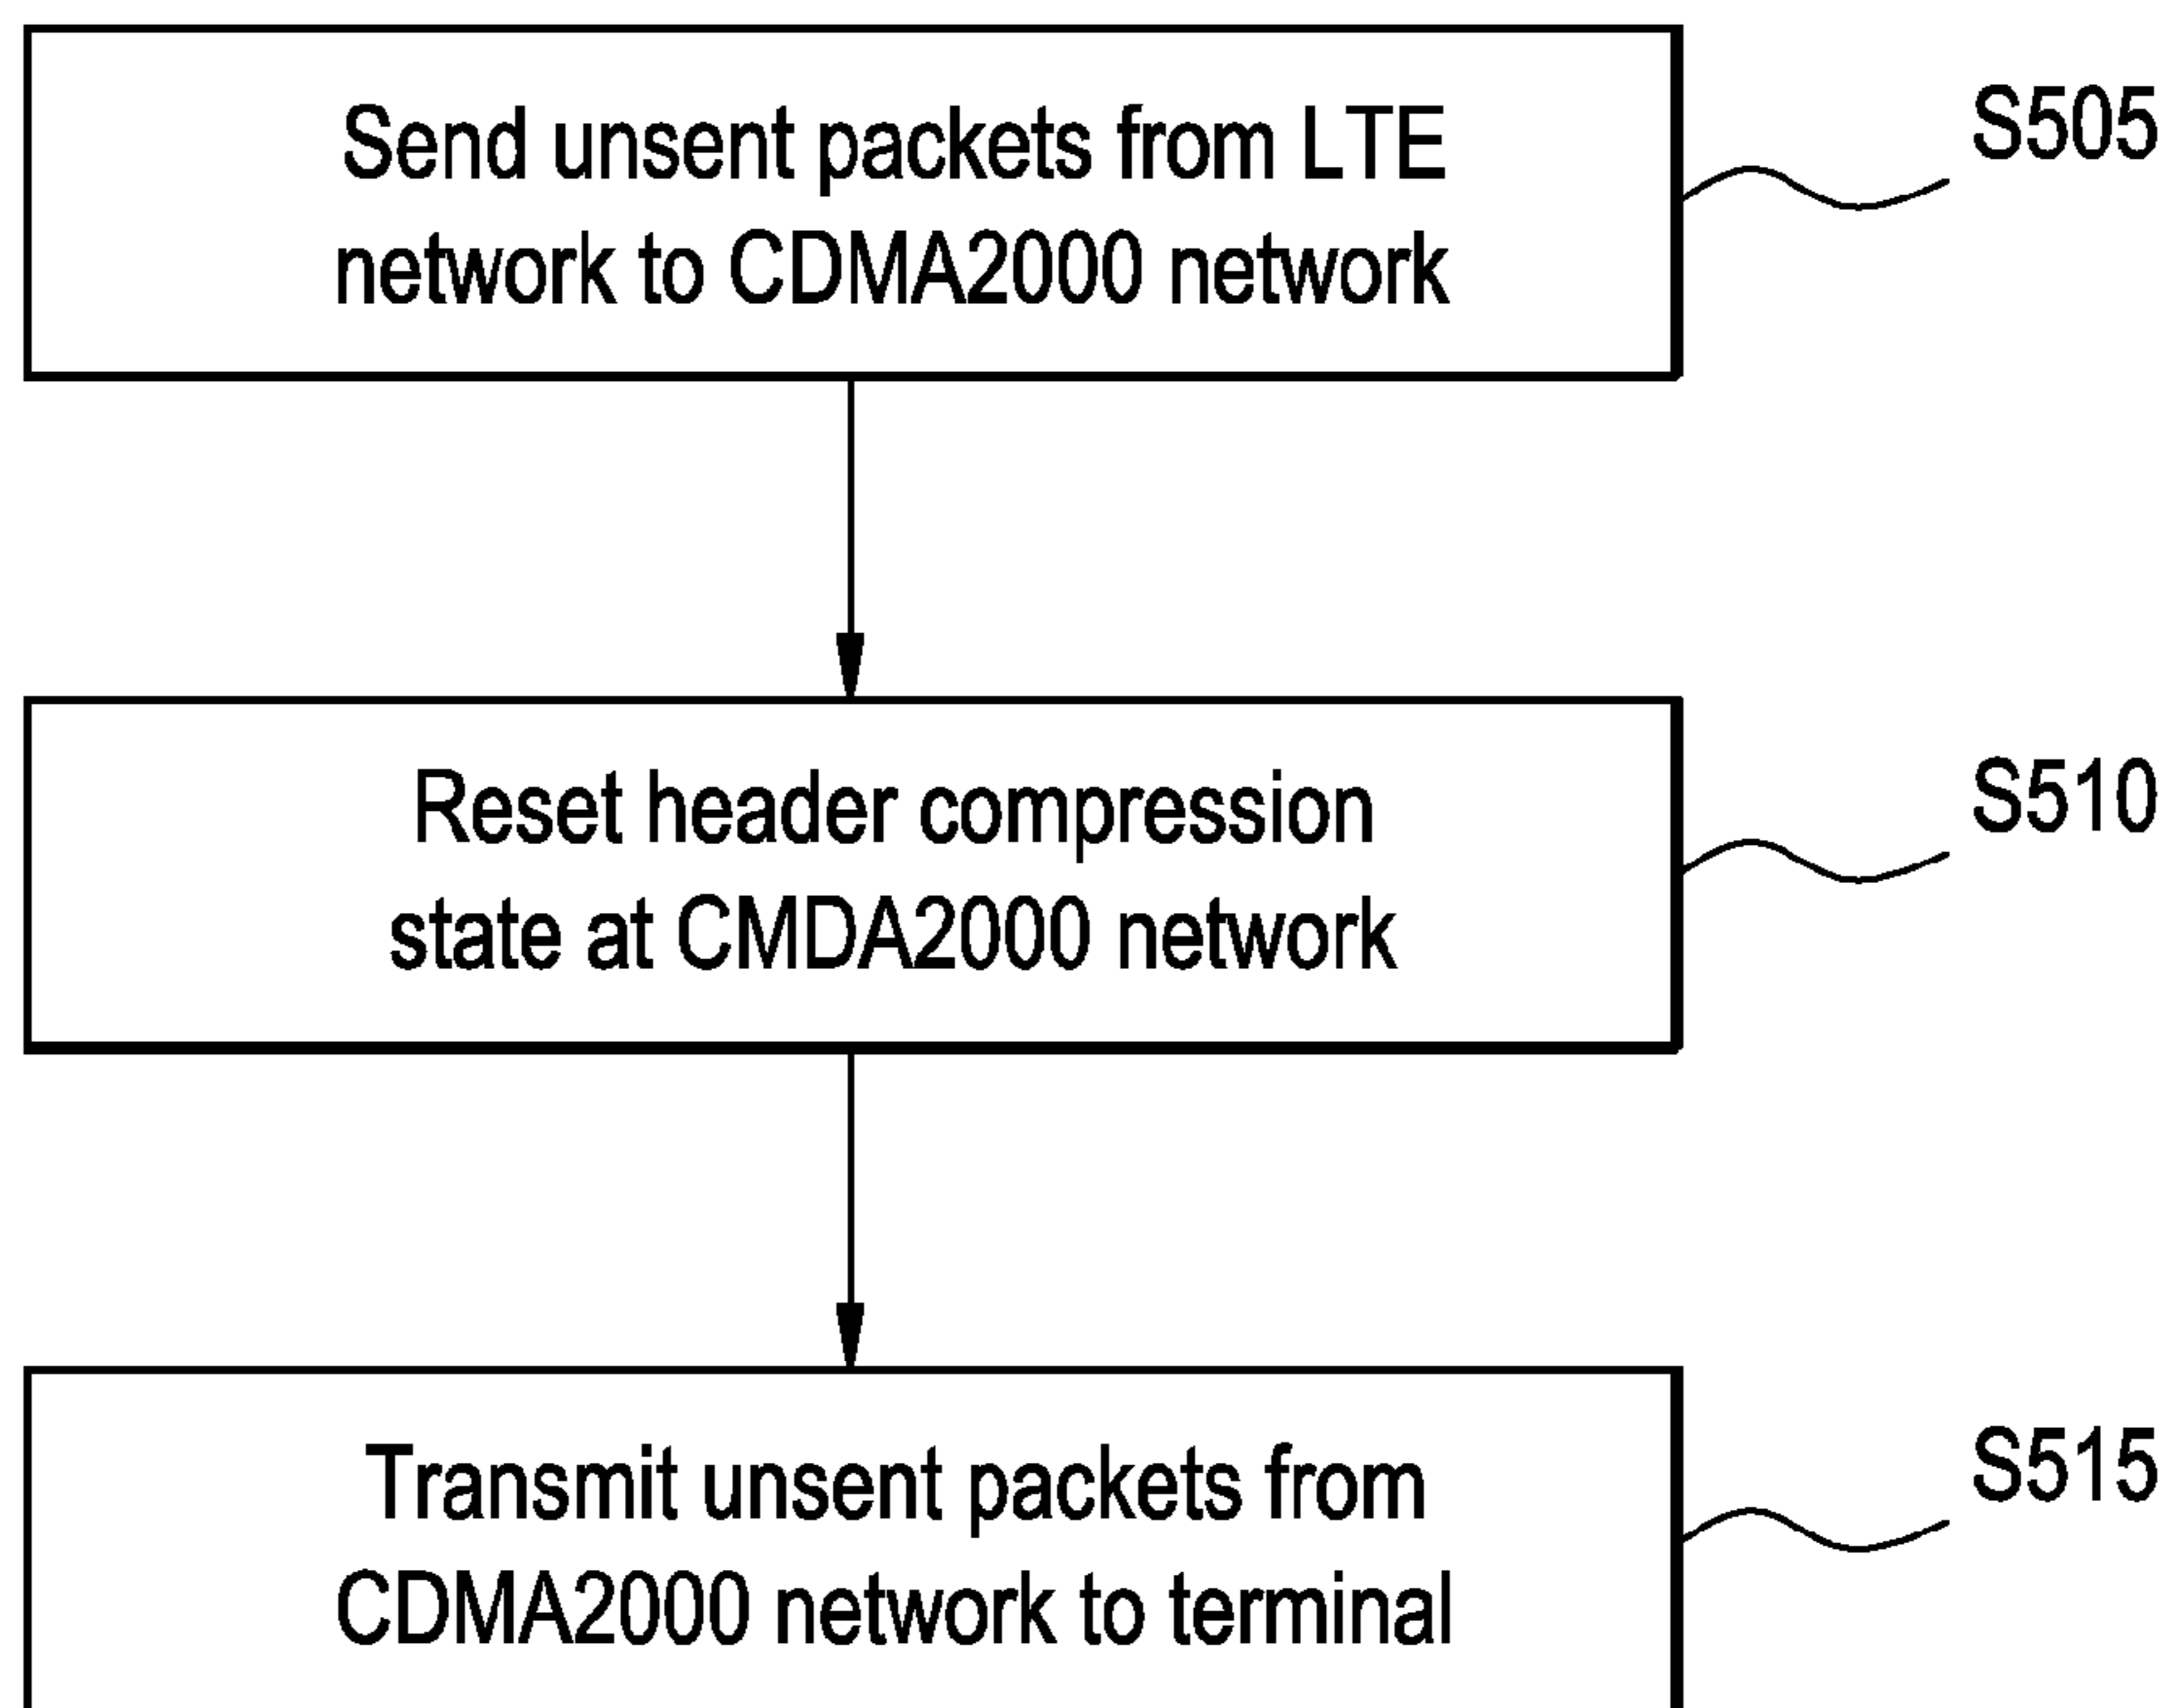 Send unsent packets from LTE
network to CDMA2000 network
S505
Reset header compression
state at CMDA2000 network
S510
Transmit unsent packets from
CDMA2000 network to terminal
S515